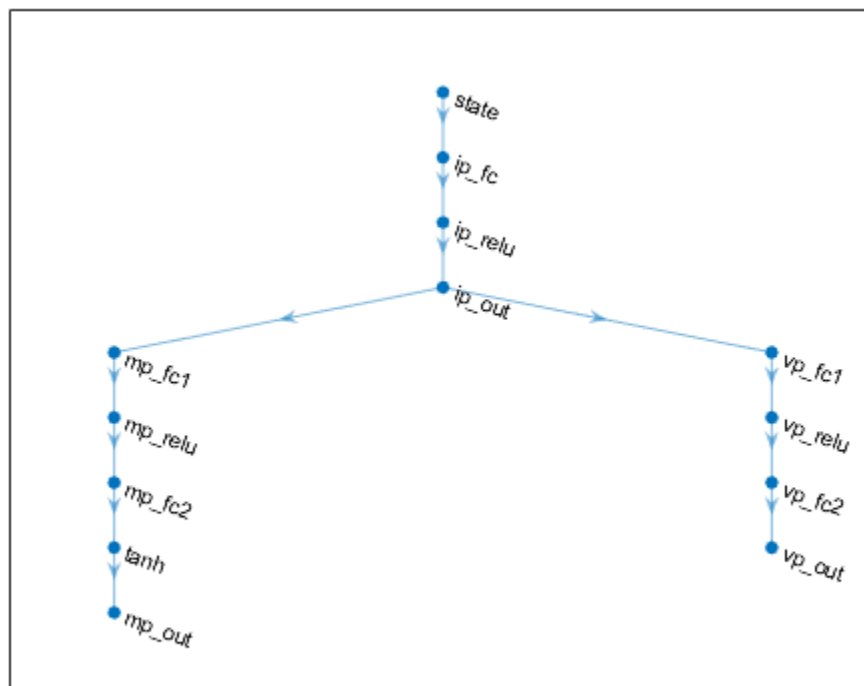 state
ip_fc
ip_relu
ip_out
mp_fc1
mp_relu
mp_fc2
tanh
mp_out
vp_fc1
vp_relu
vp_fc2
vp_out